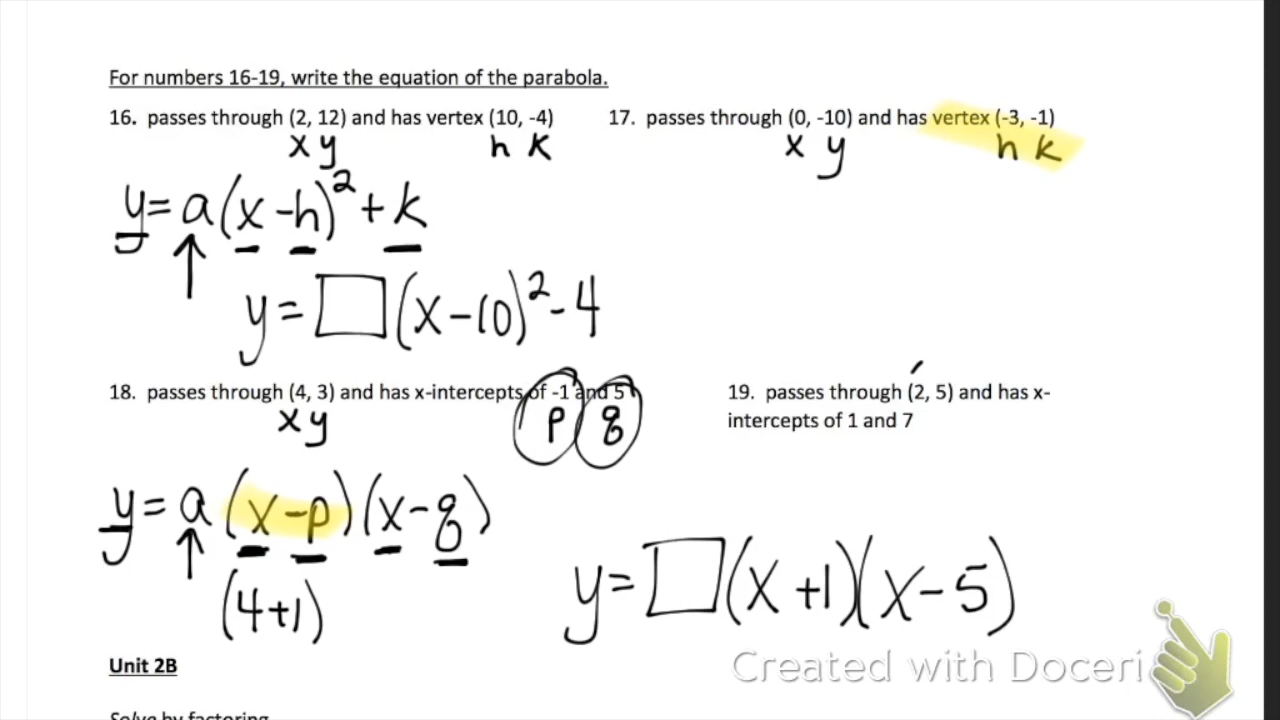 For numbers 16-19, write the equation of the parabola.
16. passes through (2, 12) and has vertex (10, -4)
x y h k
y = a(x - h)² + k
y = □ (x - 10)² - 4
17. passes through (0, -10) and has vertex (-3, -1)
x y h k
18. passes through (4, 3) and has x-intercepts of -1 and 5
x y p q
y = a (x - p)(x - q)
(4+1)
19. passes through (2, 5) and has x-
intercepts of 1 and 7
y = □ (x + 1)(x - 5)
Unit 2B
Solve by factoring
Created with Doceri